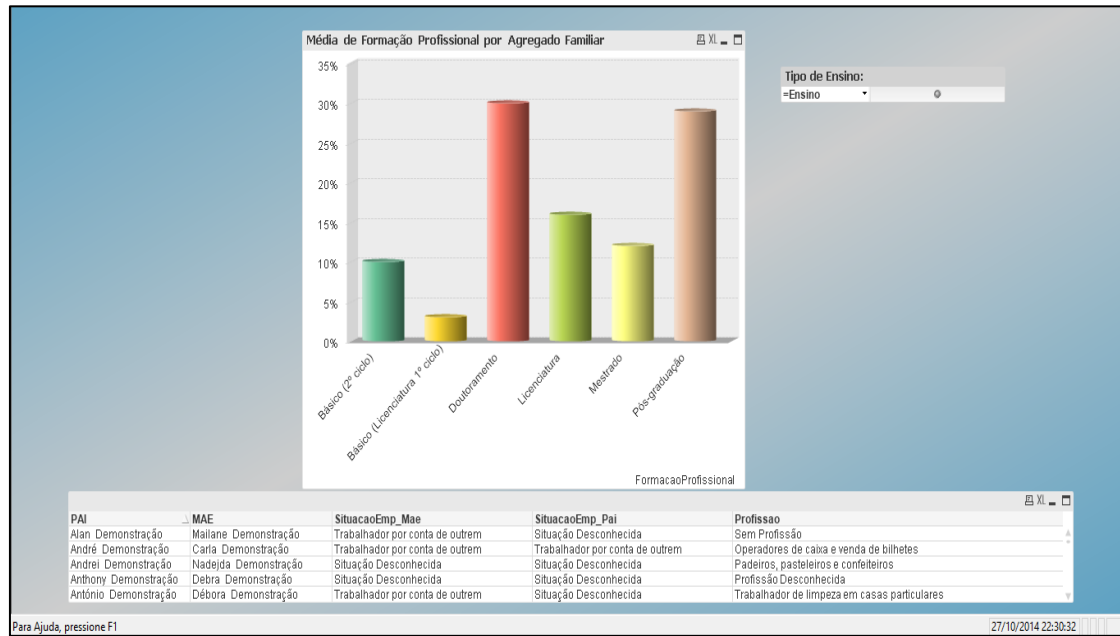 Média de Formação Profissional por Agregado Familiar XL
35%
30%
25%
20%
15%
10%
5%
0%
Básico (2º ciclo)
Básico (Licenciatura 1º ciclo)
Doutoramento
Licenciatura
Mestrado
Pós-graduação
FormacaoProfissional
Tipo de Ensino:
=Ensino
XL
PAI MAE SituacaoEmp_Mae SituacaoEmp_Pai Profissao
Alan Demonstração Mailane Demonstração Trabalhador por conta de outrem Situação Desconhecida Sem Profissão
André Demonstração Carla Demonstração Trabalhador por conta de outrem Trabalhador por conta de outrem Operadores de caixa e venda de bilhetes
Andrei Demonstração Nadejda Demonstração Situação Desconhecida Situação Desconhecida Padeiros, pasteleiros e confeiteiros
Anthony Demonstração Debra Demonstração Situação Desconhecida Situação Desconhecida Profissão Desconhecida
António Demonstração Débora Demonstração Trabalhador por conta de outrem Situação Desconhecida Trabalhador de limpeza em casas particulares
Para Ajuda, pressione F1 27/10/2014 22:30:32